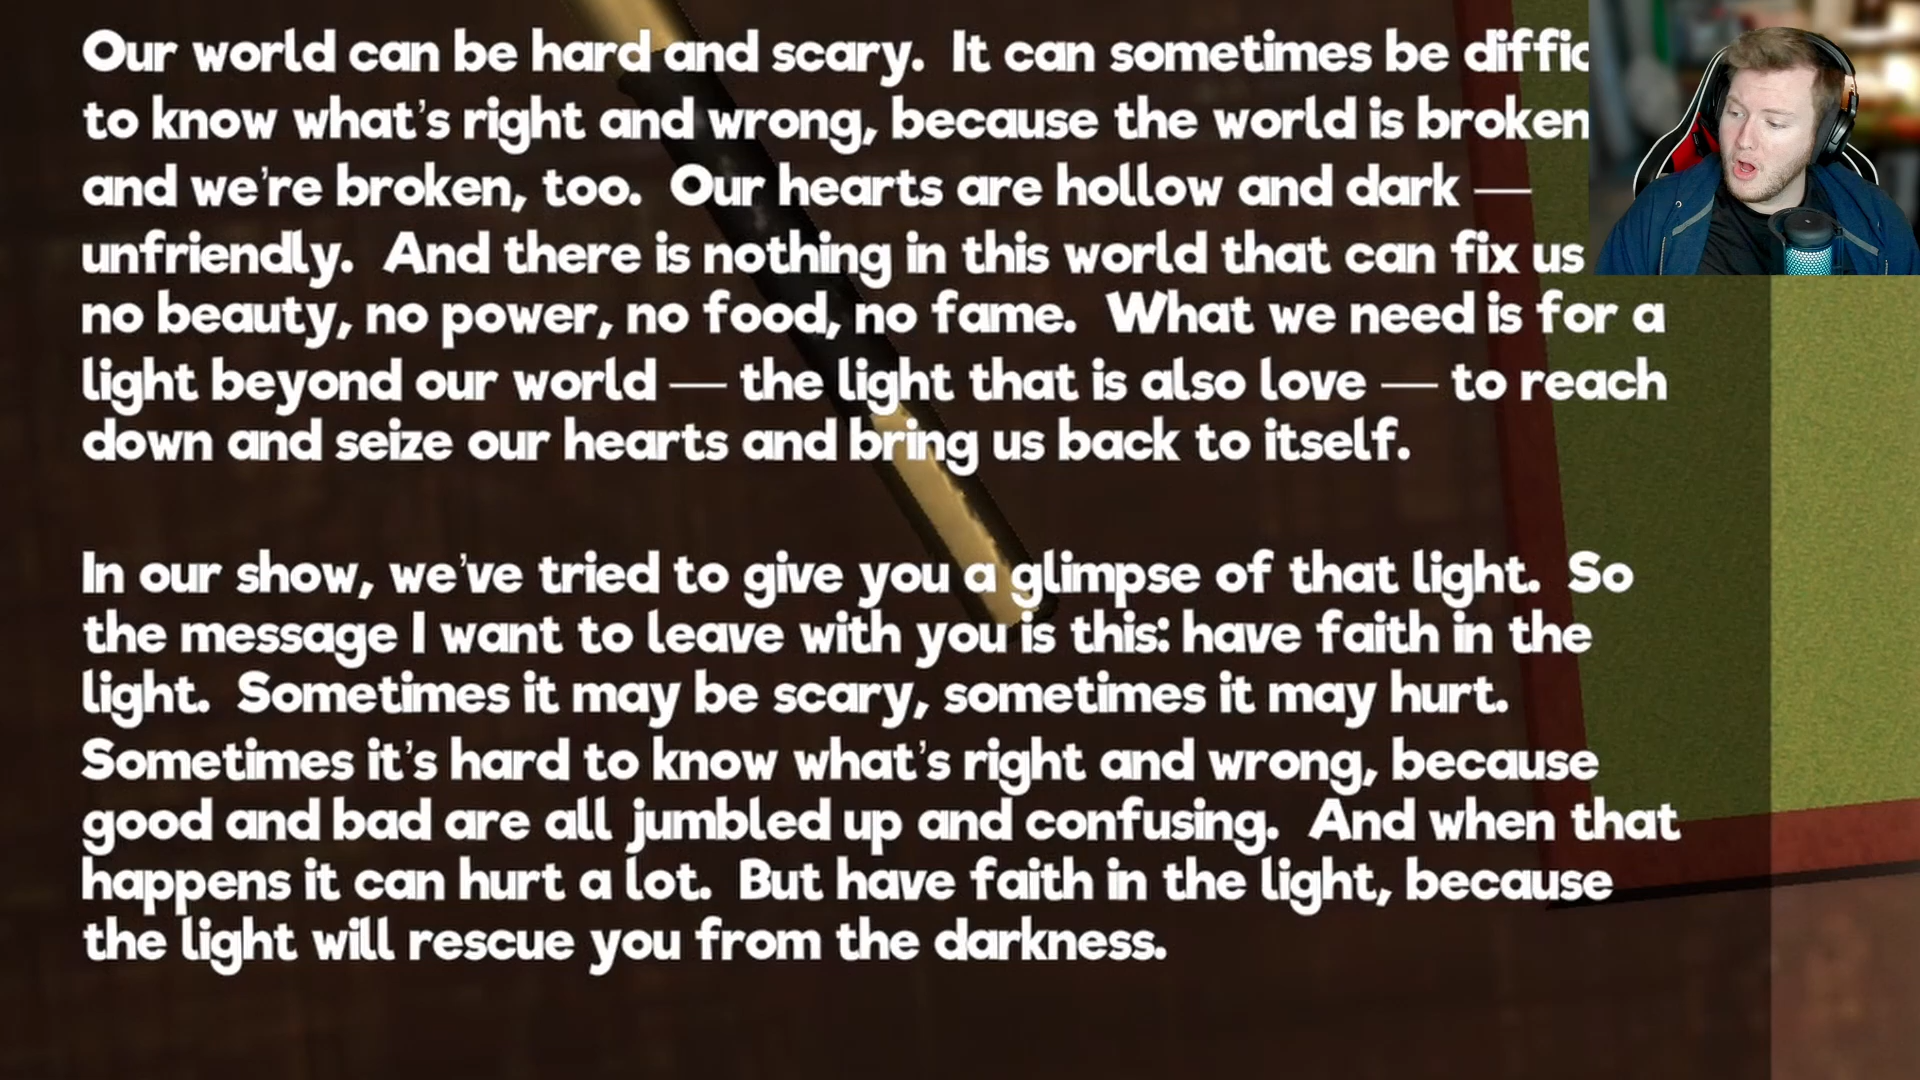 Our world can be hard and scary.  It can sometimes be
to know what's right and wrong, because the world is broken
and we're broken, too.  Our hearts are hollow and dark —
unfriendly.  And there is nothing in this world that can fix us
no beauty, no power, no food, no fame.  What we need is for a
light beyond our world — the light that is also love — to reach
down and seize our hearts and bring us back to itself.
In our show, we've tried to give you a glimpse of that light.  So
the message I want to leave with you is this: have faith in the
light.  Sometimes it may be scary, sometimes it may hurt.
Sometimes it's hard to know what's right and wrong, because
good and bad are all jumbled up and confusing.  And when that
happens it can hurt a lot.  But have faith in the light, because
the light will rescue you from the darkness.